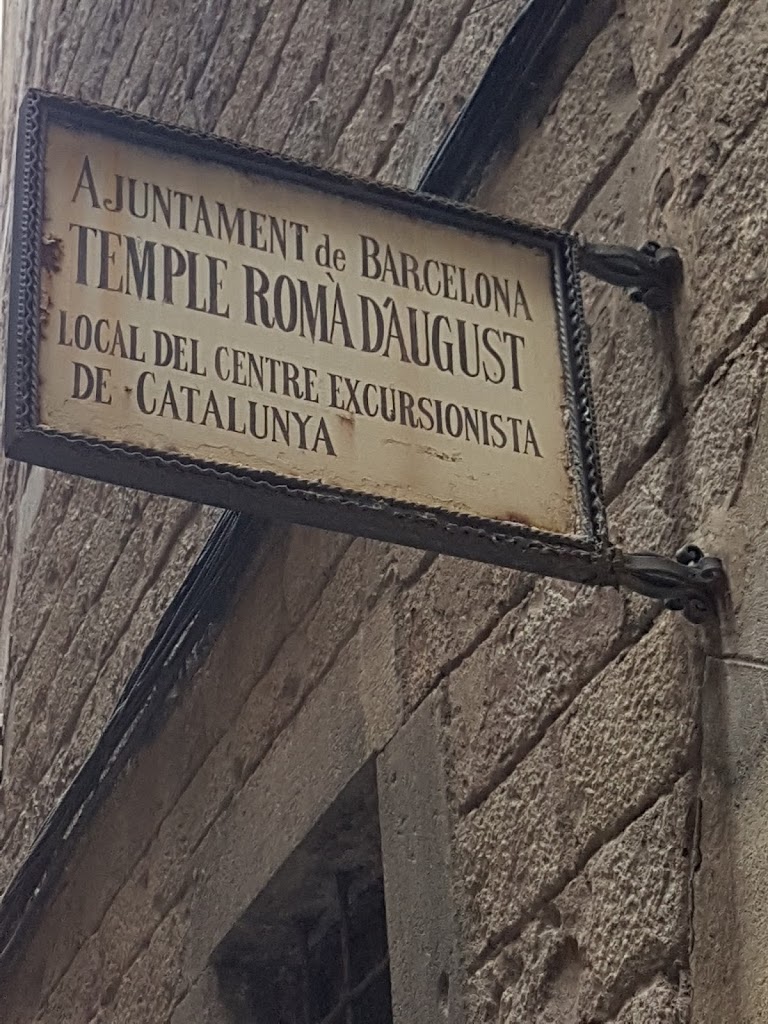 AJUNTAMENT de BARCELONA
TEMPLE ROMÀ D'AUGUST
LOCAL DEL CENTRE EXCURSIONISTA
DE CATALUNYA